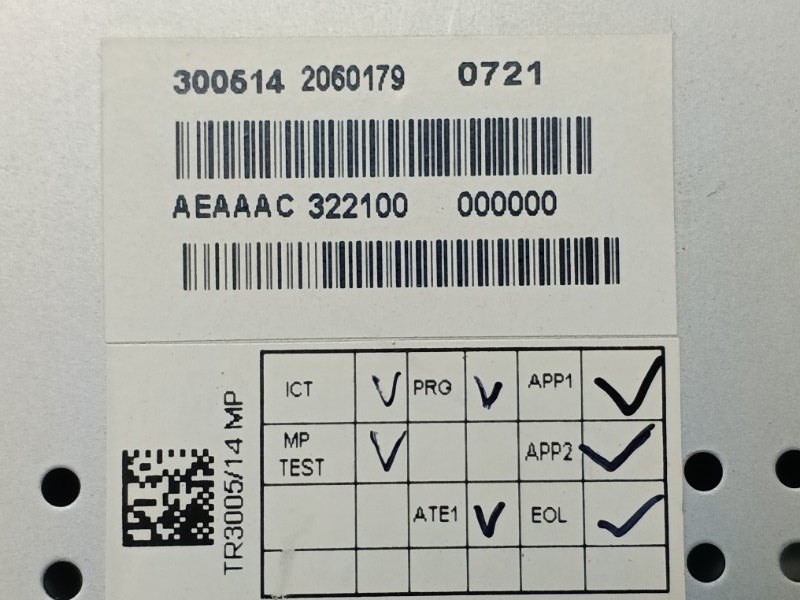 300514 2060179 0721
AEAAAC 322100 000000
TR3005/14 MP
ICT PRG APP1
MP TEST APP2
ATE1 EOL